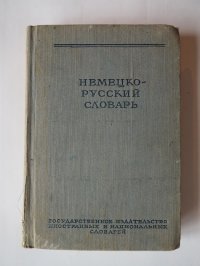 НЕМЕЦКО-
РУССКИЙ
СЛОВАРЬ
ГОСУДАРСТВЕННОЕ ИЗДАТЕЛЬСТВО
ИНОСТРАННЫХ И НАЦИОНАЛЬНЫХ
СЛОВАРЕЙ